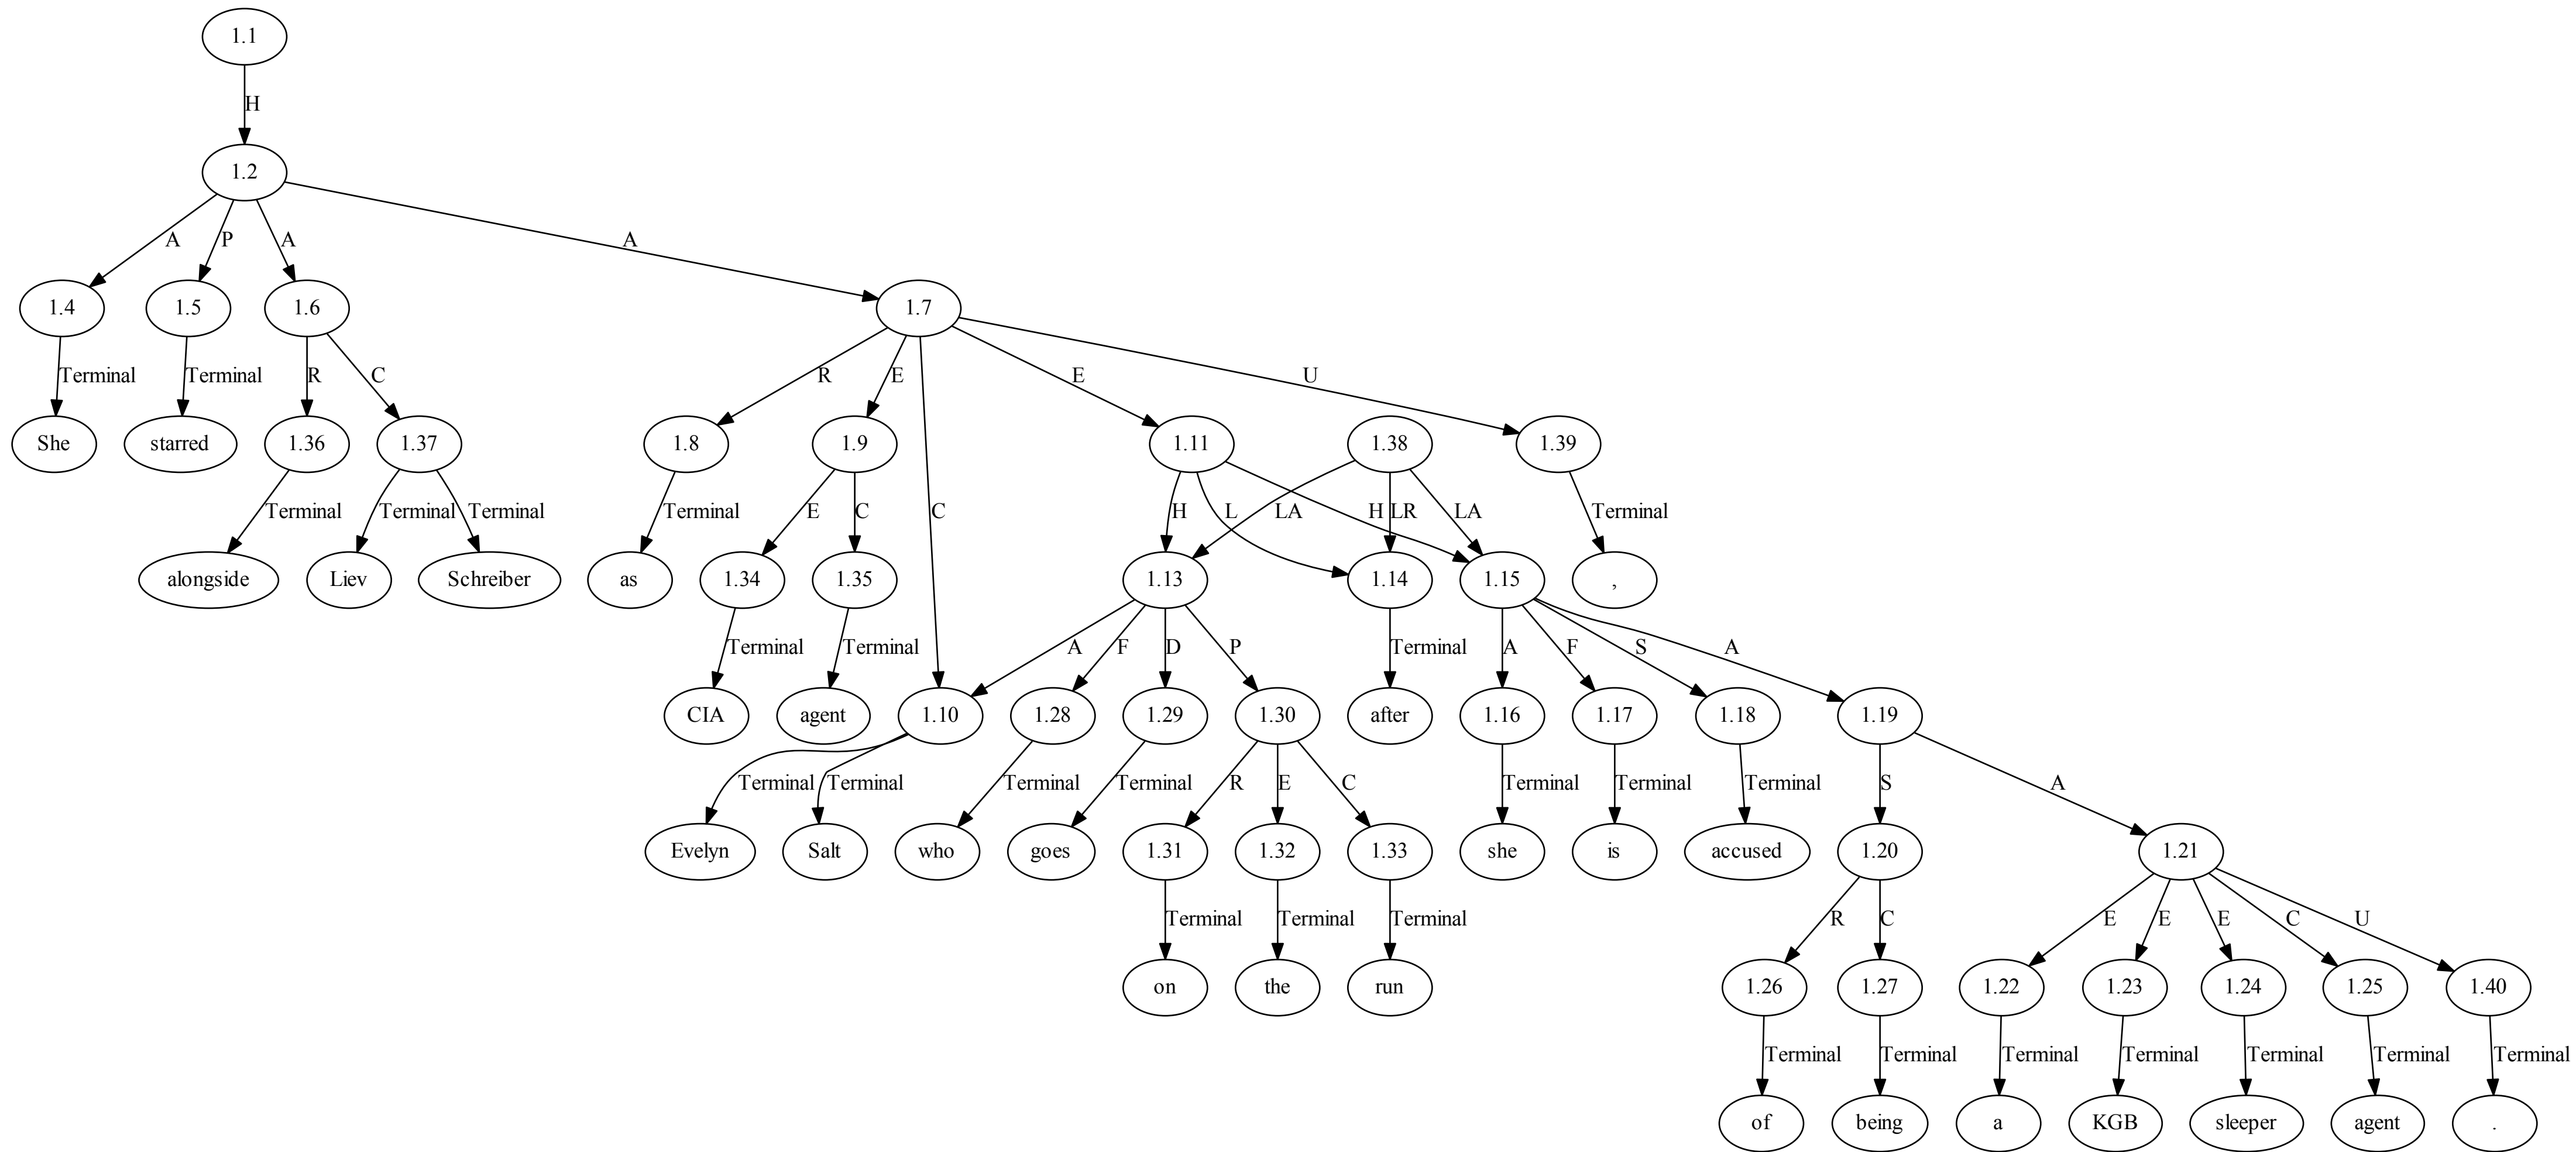 1.1
H
1.2
A P A A
1.4 1.5 1.6 1.7
Terminal Terminal R C R E E U
She starred 1.36 1.37 1.8 1.9 1.11 1.38 1.39
Terminal Terminal Terminal Terminal E C C H L LA H LR LA Terminal
alongside Liev Schreiber as 1.34 1.35 1.13 1.14 1.15 ,
Terminal Terminal A F D P Terminal A F S A
CIA agent 1.10 1.28 1.29 1.30 after 1.16 1.17 1.18 1.19
Terminal Terminal Terminal Terminal R E C Terminal Terminal Terminal S A
Evelyn Salt who goes 1.31 1.32 1.33 she is accused 1.20 1.21
Terminal Terminal Terminal R C E E E C U
on the run 1.26 1.27 1.22 1.23 1.24 1.25 1.40
Terminal Terminal Terminal Terminal Terminal Terminal Terminal
of being a KGB sleeper agent .